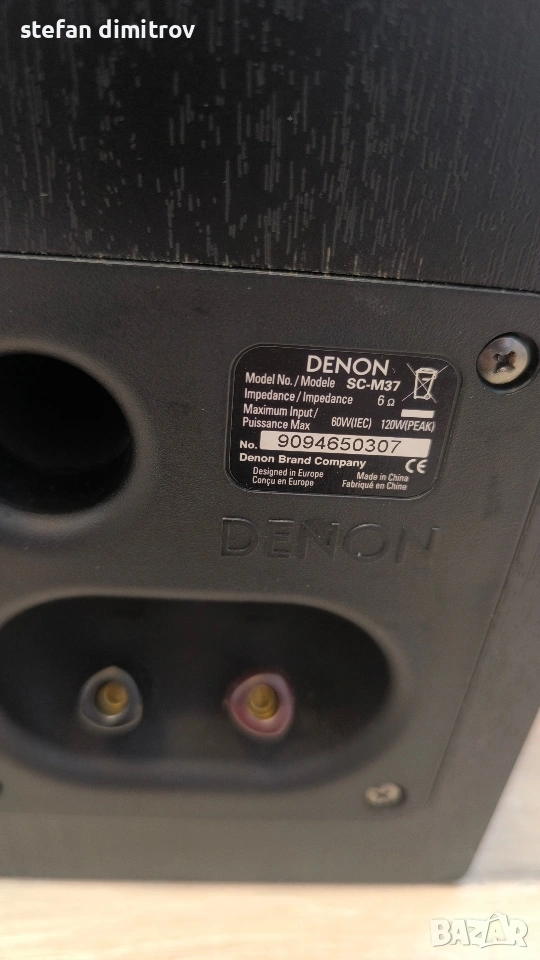 stefan dimitrov
DENON
Model No. / Modele SC-M37
Impedance / Impedance 6 Ω
Maximum Input /
Puissance Max 60W(IEC) 120W(PEAK)
No. 9094650307
Denon Brand Company
Designed in Europe Made in China
Conçu en Europe Fabriqué en China
CE
DENON
BAZAR